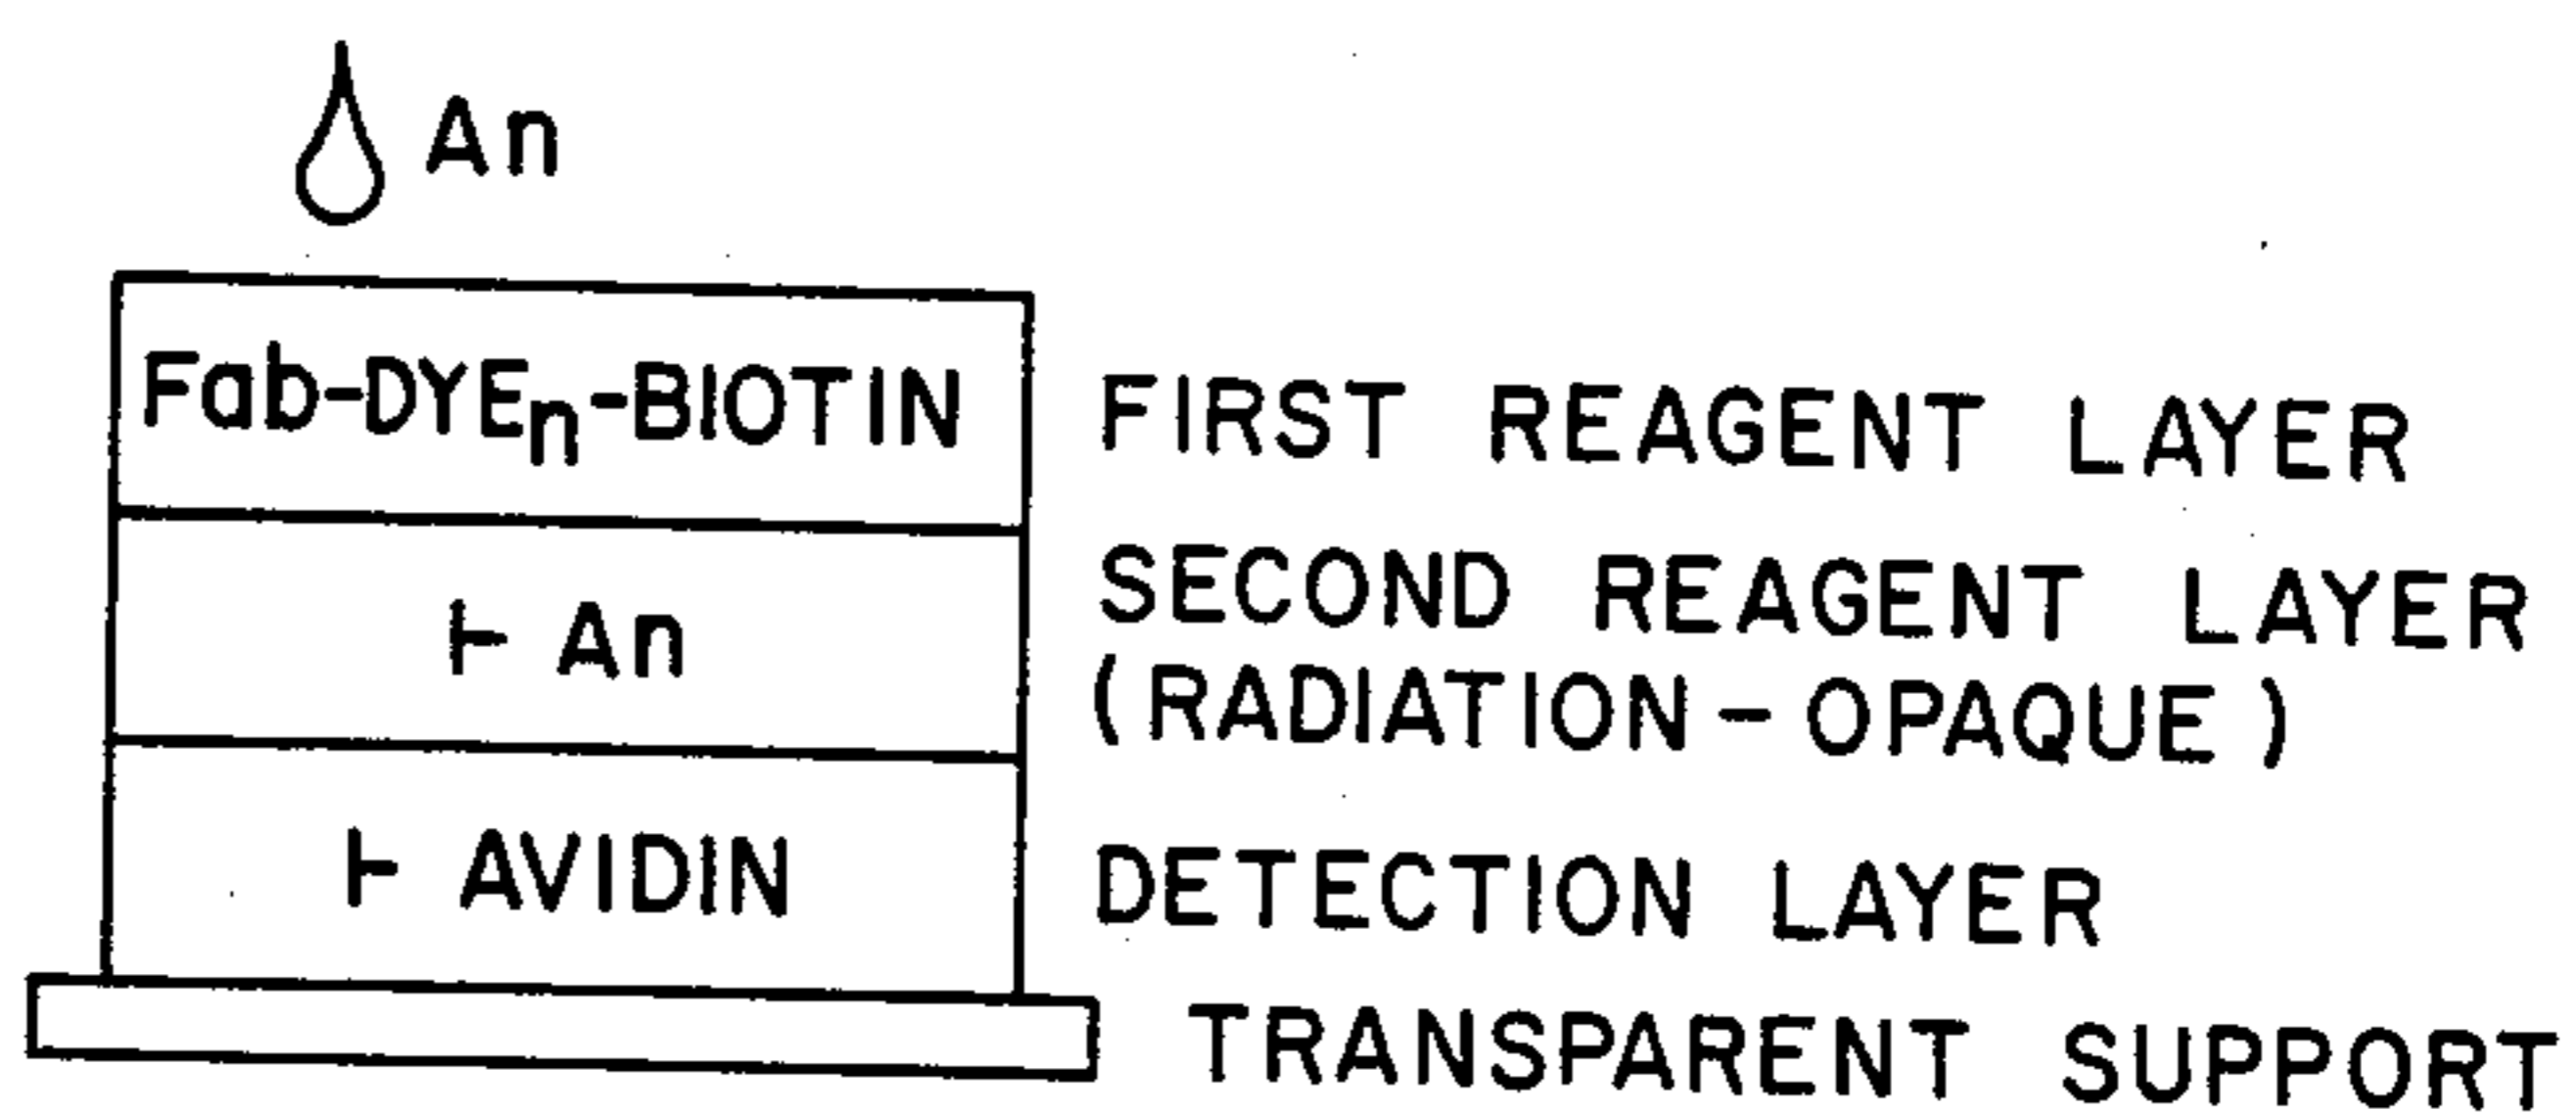 An
Fab-DYEn-BIOTIN
FIRST REAGENT LAYER
⊢ An
SECOND REAGENT LAYER
(RADIATION-OPAQUE)
⊢ AVIDIN
DETECTION LAYER
TRANSPARENT SUPPORT